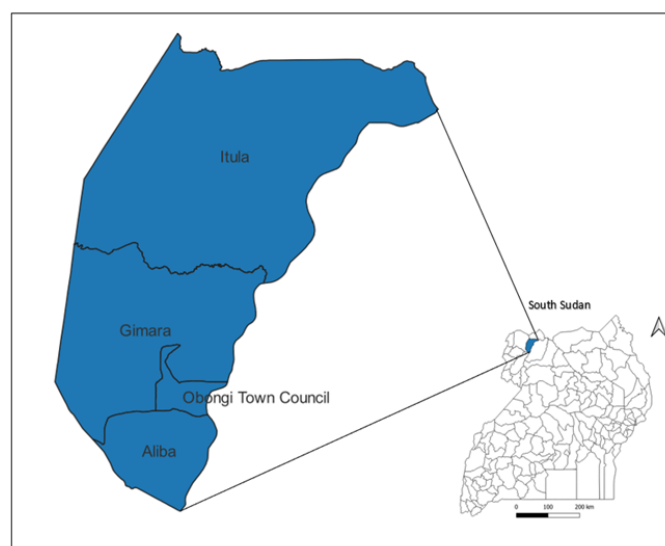 Itula
South Sudan
Gimara
Obongi Town Council
Aliba
0 100 200 km